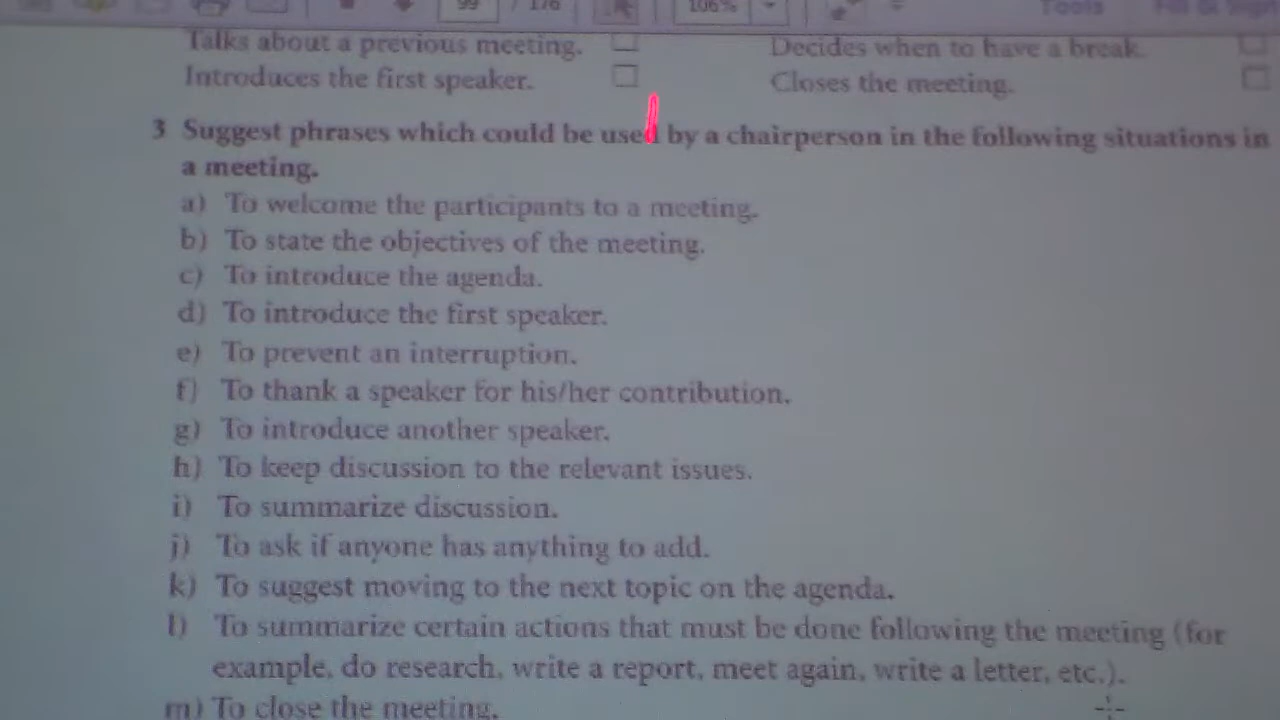 99 / 176 106%
Tools Fill & Sign
Talks about a previous meeting. Decides when to have a break.
Introduces the first speaker. Closes the meeting.
3 Suggest phrases which could be used by a chairperson in the following situations in
a meeting.
a) To welcome the participants to a meeting.
b) To state the objectives of the meeting.
c) To introduce the agenda.
d) To introduce the first speaker.
e) To prevent an interruption.
f) To thank a speaker for his/her contribution.
g) To introduce another speaker.
h) To keep discussion to the relevant issues.
i) To summarize discussion.
j) To ask if anyone has anything to add.
k) To suggest moving to the next topic on the agenda.
l) To summarize certain actions that must be done following the meeting (for
example, do research, write a report, meet again, write a letter, etc.).
m) To close the meeting.